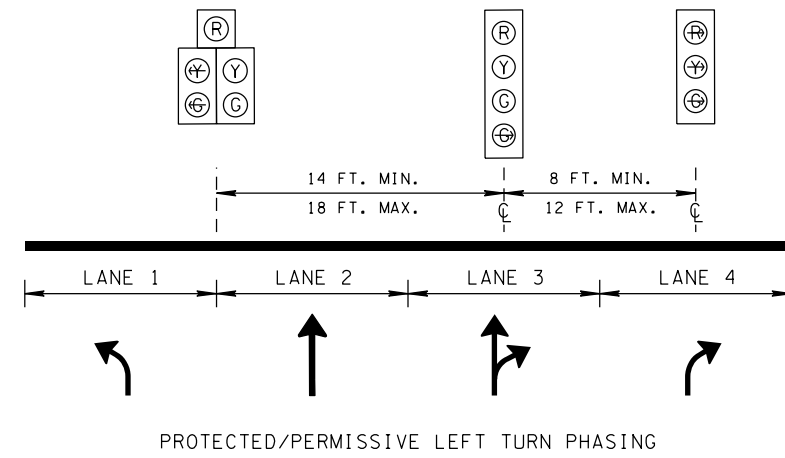 R
Y Y
G G
R
Y
G
G
R
Y
G
14 FT. MIN.
18 FT. MAX.
℄
8 FT. MIN.
12 FT. MAX.
℄
LANE 1 LANE 2 LANE 3 LANE 4
PROTECTED/PERMISSIVE LEFT TURN PHASING